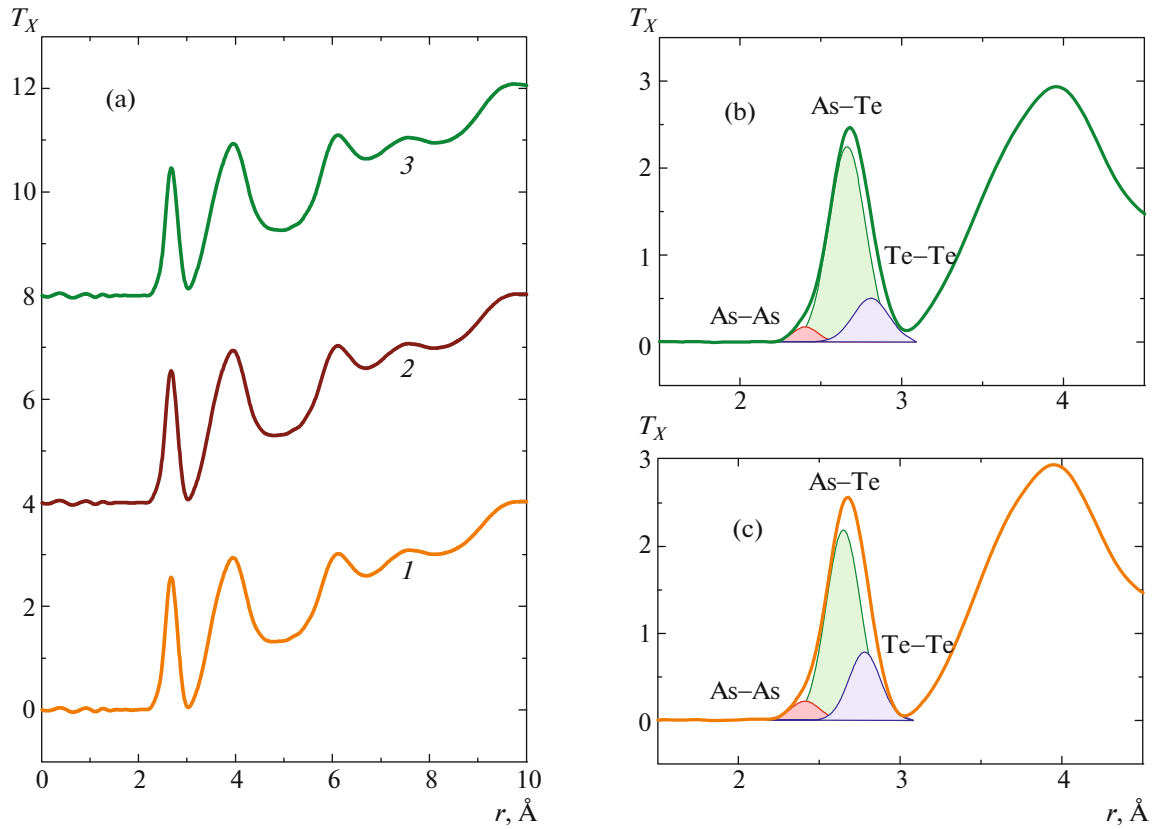 T_X
(a)
12
10
8
6
4
2
0
3
2
1
0 2 4 6 8 10
r, Å
T_X
(b)
3
2
1
0
As–Te
Te–Te
As–As
2 3 4
T_X
(c)
3
2
1
0
As–Te
Te–Te
As–As
2 3 4
r, Å